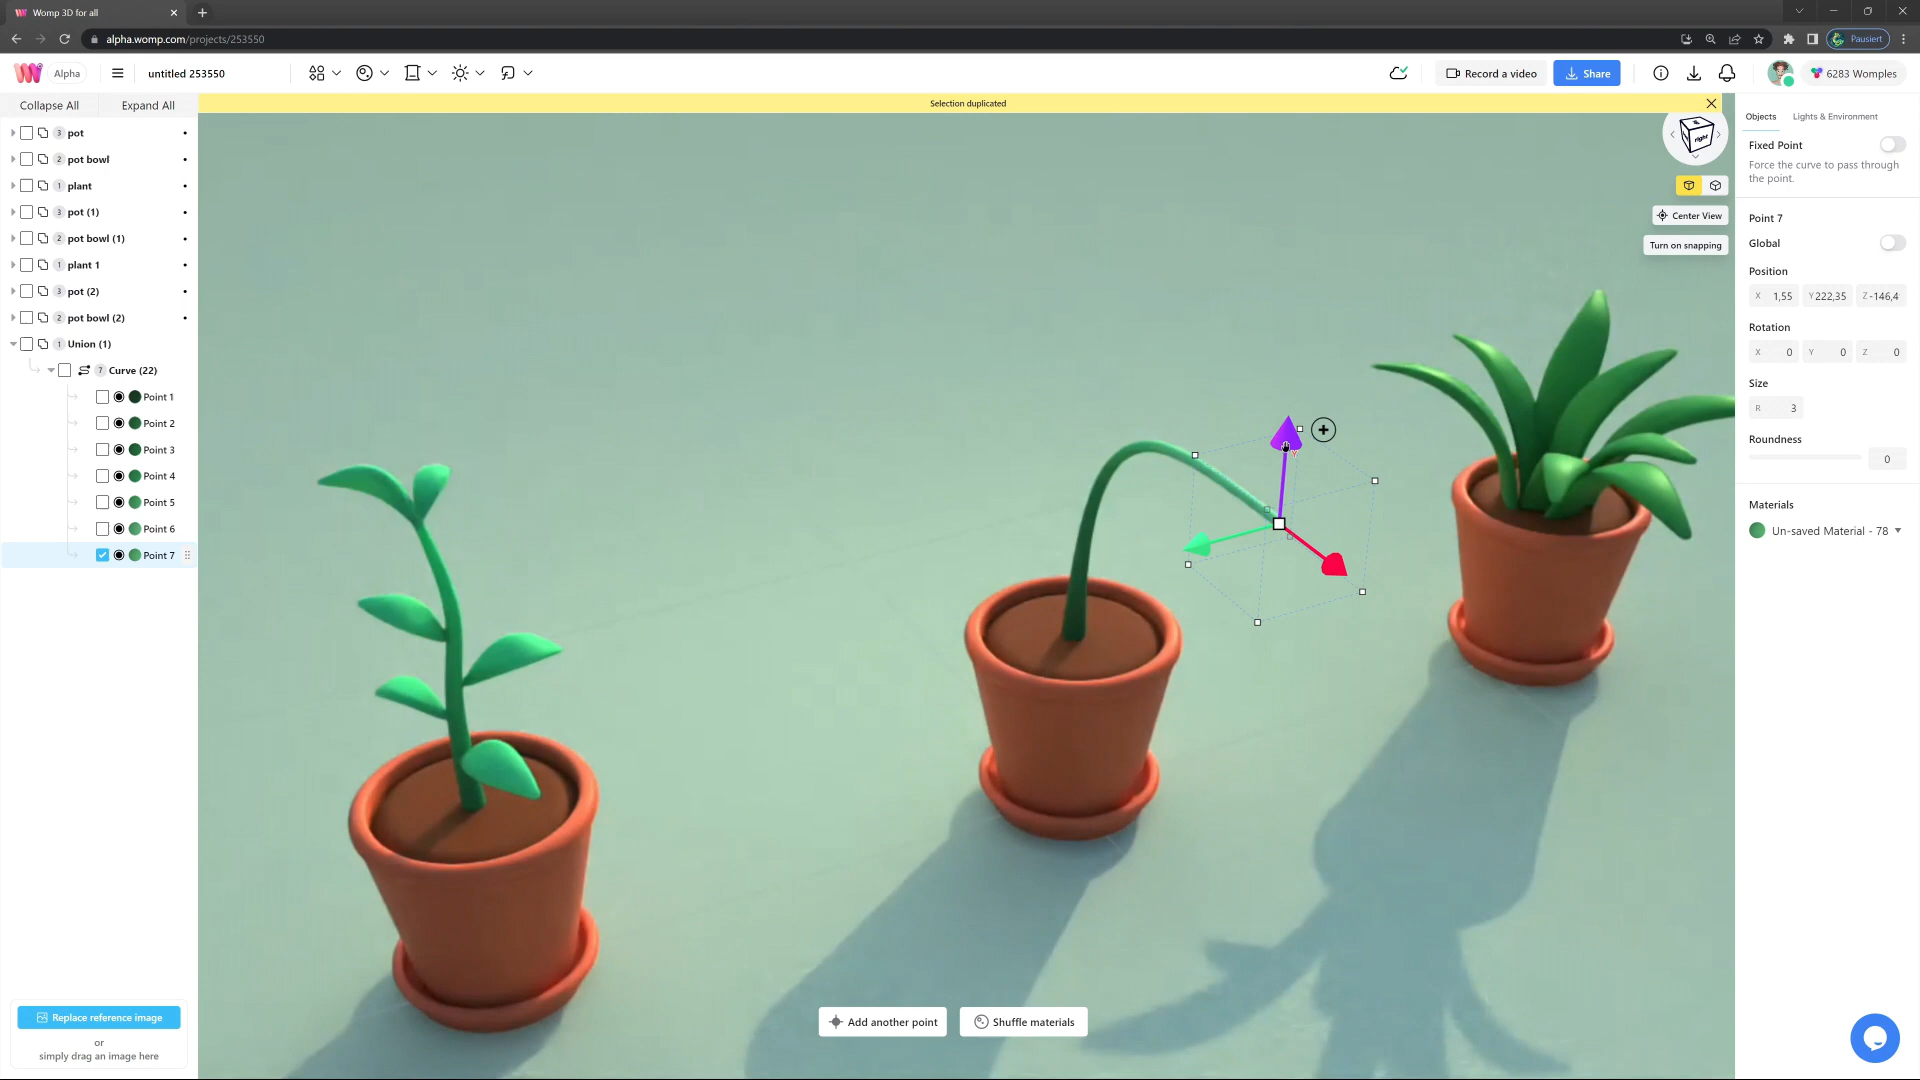 Womp 3D for all
alpha.womp.com/projects/253550
Pausiert
Alpha
untitled 253550
Record a video
Share
6283 Womples
Collapse All
Expand All
Selection duplicated
3 pot
2 pot bowl
1 plant
3 pot (1)
2 pot bowl (1)
1 plant 1
3 pot (2)
2 pot bowl (2)
1 Union (1)
7 Curve (22)
Point 1
Point 2
Point 3
Point 4
Point 5
Point 6
Point 7
Replace reference image
or
simply drag an image here
right
Center View
Turn on snapping
Add another point
Shuffle materials
Objects
Lights & Environment
Fixed Point
Force the curve to pass through
the point.
Point 7
Global
Position
X 1,55 Y 222,35 Z -146,4
Rotation
X 0 Y 0 Z 0
Size
R 3
Roundness
0
Materials
Un-saved Material - 78